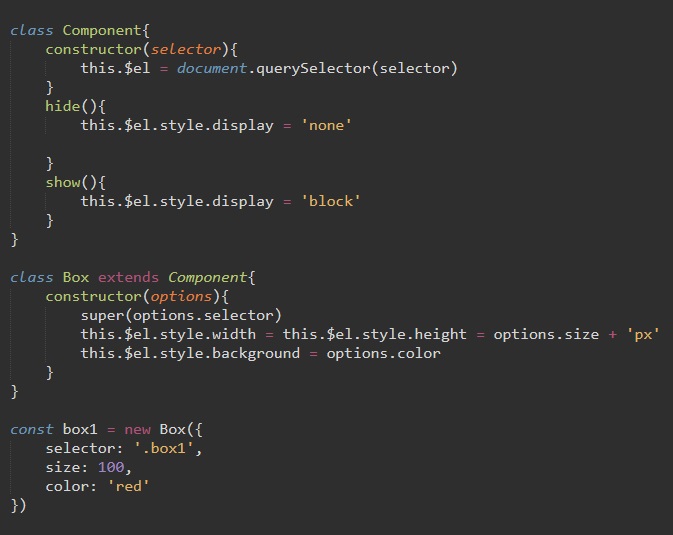 class Component{
    constructor(selector){
        this.$el = document.querySelector(selector)
    }
    hide(){
        this.$el.style.display = 'none'

    }
    show(){
        this.$el.style.display = 'block'
    }
}

class Box extends Component{
    constructor(options){
        super(options.selector)
        this.$el.style.width = this.$el.style.height = options.size + 'px'
        this.$el.style.background = options.color
    }
}

const box1 = new Box({
    selector: '.box1',
    size: 100,
    color: 'red'
})